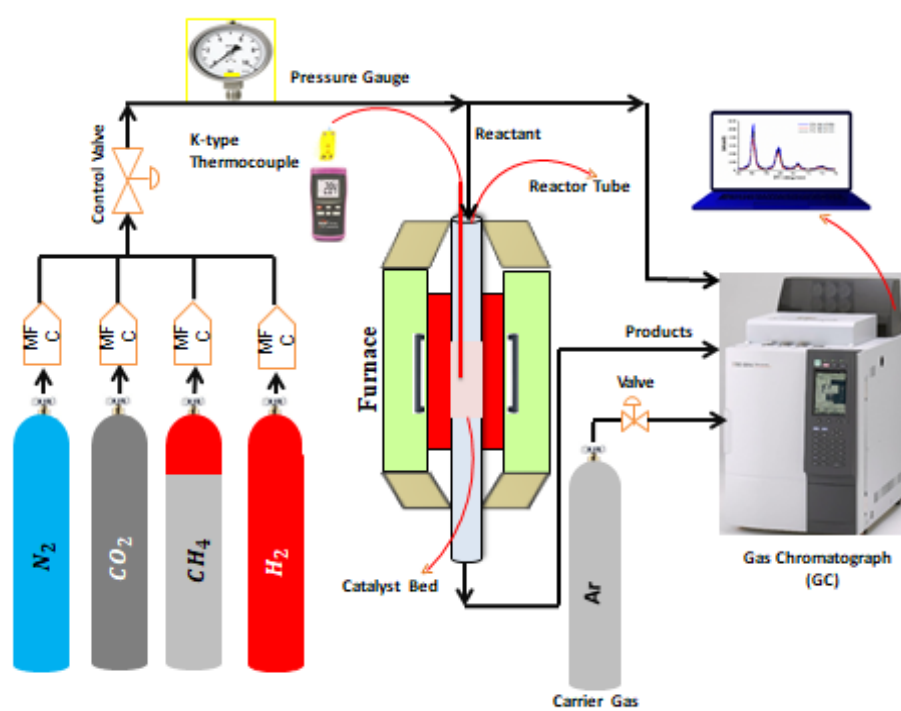 Pressure Gauge
Control Valve
K-type
Thermocouple
Reactant
Reactor Tube
MF
C
MF
C
MF
C
MF
C
Furnace
Products
Valve
N₂
CO₂
CH₄
H₂
Ar
Catalyst Bed
Carrier Gas
Gas Chromatograph
(GC)